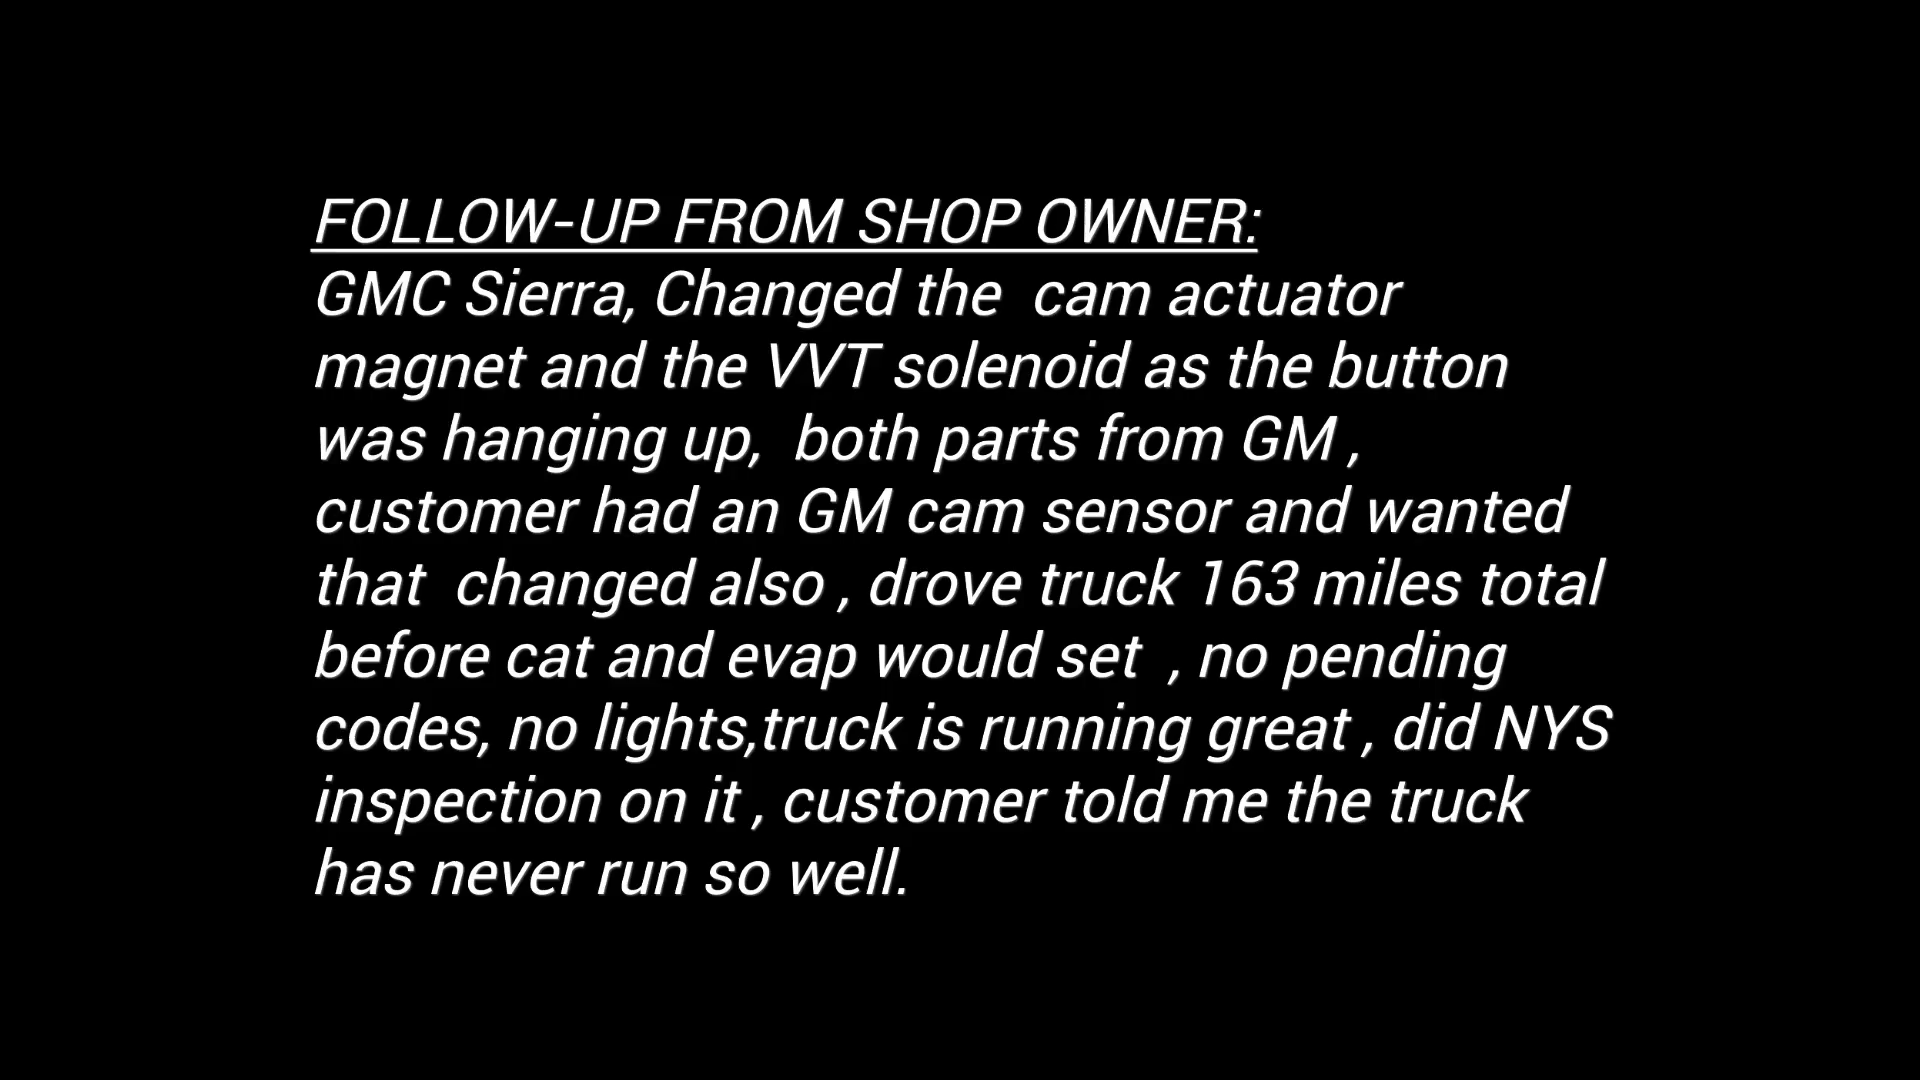 FOLLOW-UP FROM SHOP OWNER:
GMC Sierra, Changed the  cam actuator
magnet and the VVT solenoid as the button
was hanging up,  both parts from GM ,
customer had an GM cam sensor and wanted
that  changed also , drove truck 163 miles total
before cat and evap would set  , no pending
codes, no lights,truck is running great , did NYS
inspection on it , customer told me the truck
has never run so well.